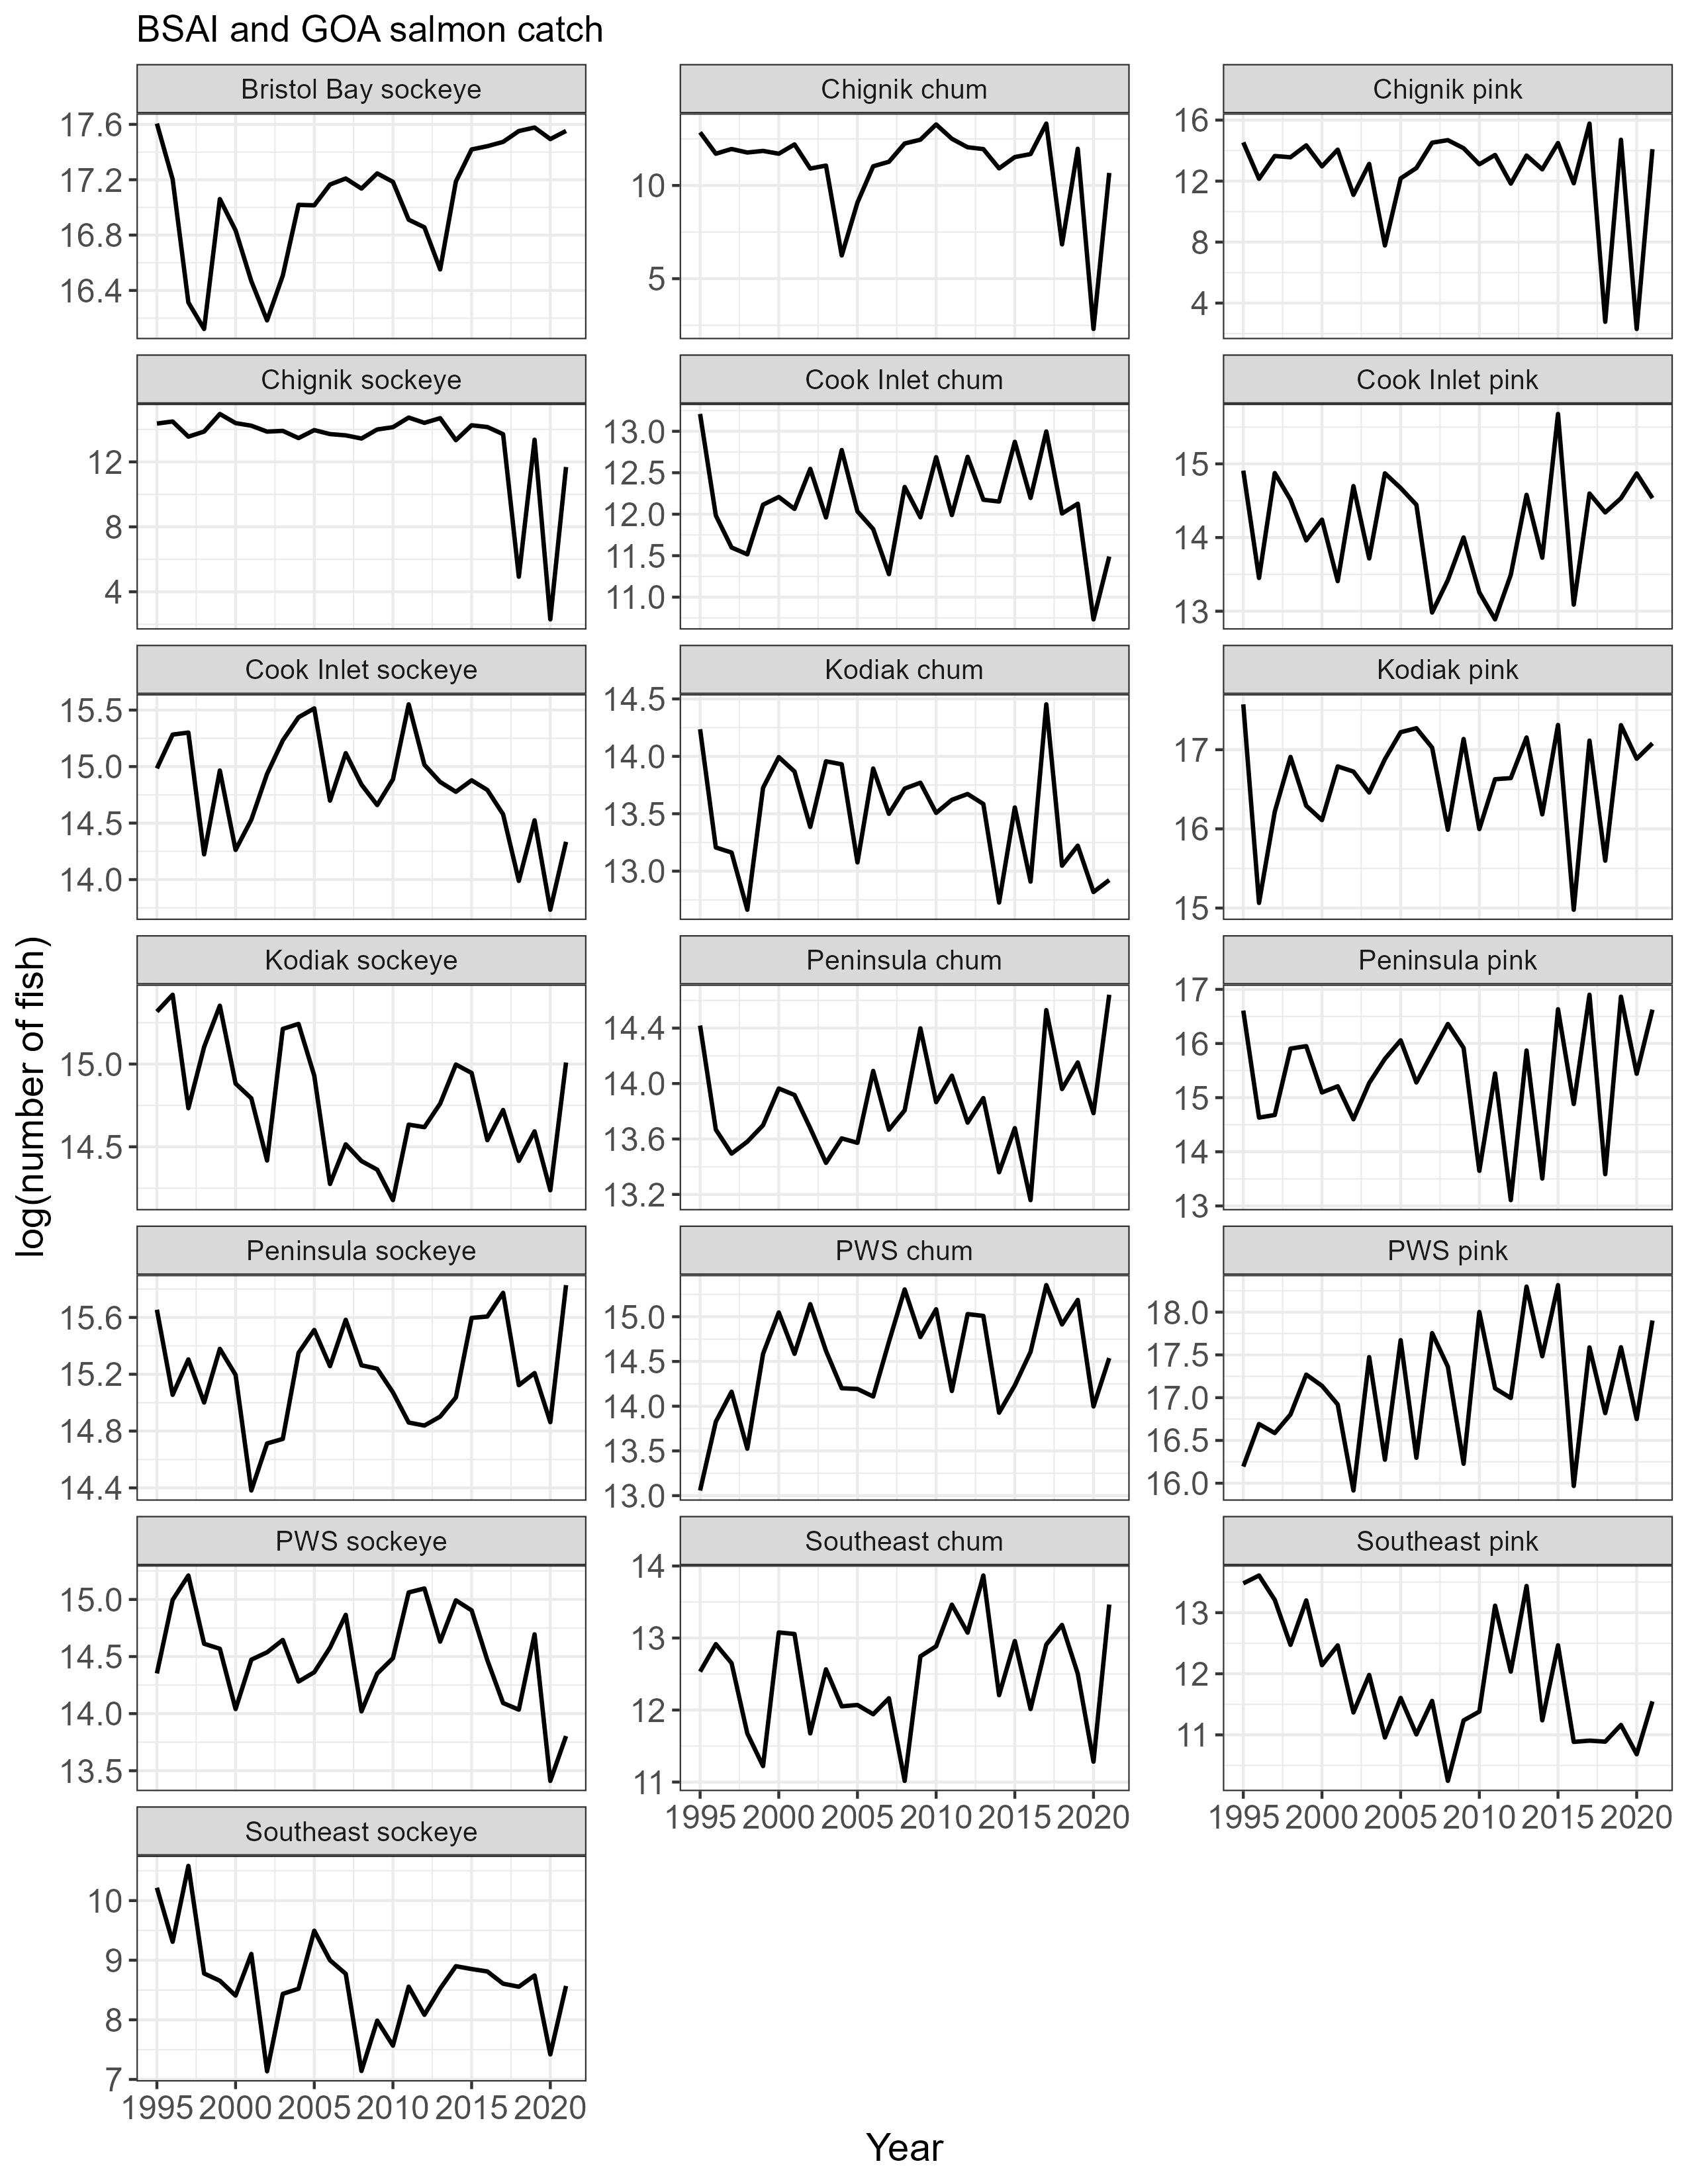 BSAI and GOA salmon catch
Bristol Bay sockeye
17.6
17.2
16.8
16.4
Chignik chum
10
5
Chignik pink
16
12
8
4
Chignik sockeye
12
8
4
Cook Inlet chum
13.0
12.5
12.0
11.5
11.0
Cook Inlet pink
15
14
13
Cook Inlet sockeye
15.5
15.0
14.5
14.0
Kodiak chum
14.5
14.0
13.5
13.0
Kodiak pink
17
16
15
Kodiak sockeye
15.0
14.5
Peninsula chum
14.4
14.0
13.6
13.2
Peninsula pink
17
16
15
14
13
Peninsula sockeye
15.6
15.2
14.8
14.4
PWS chum
15.0
14.5
14.0
13.5
13.0
PWS pink
18.0
17.5
17.0
16.5
16.0
PWS sockeye
15.0
14.5
14.0
13.5
Southeast chum
14
13
12
11
1995 2000 2005 2010 2015 2020
Southeast pink
13
12
11
1995 2000 2005 2010 2015 2020
Southeast sockeye
10
9
8
7
1995 2000 2005 2010 2015 2020
log(number of fish)
Year